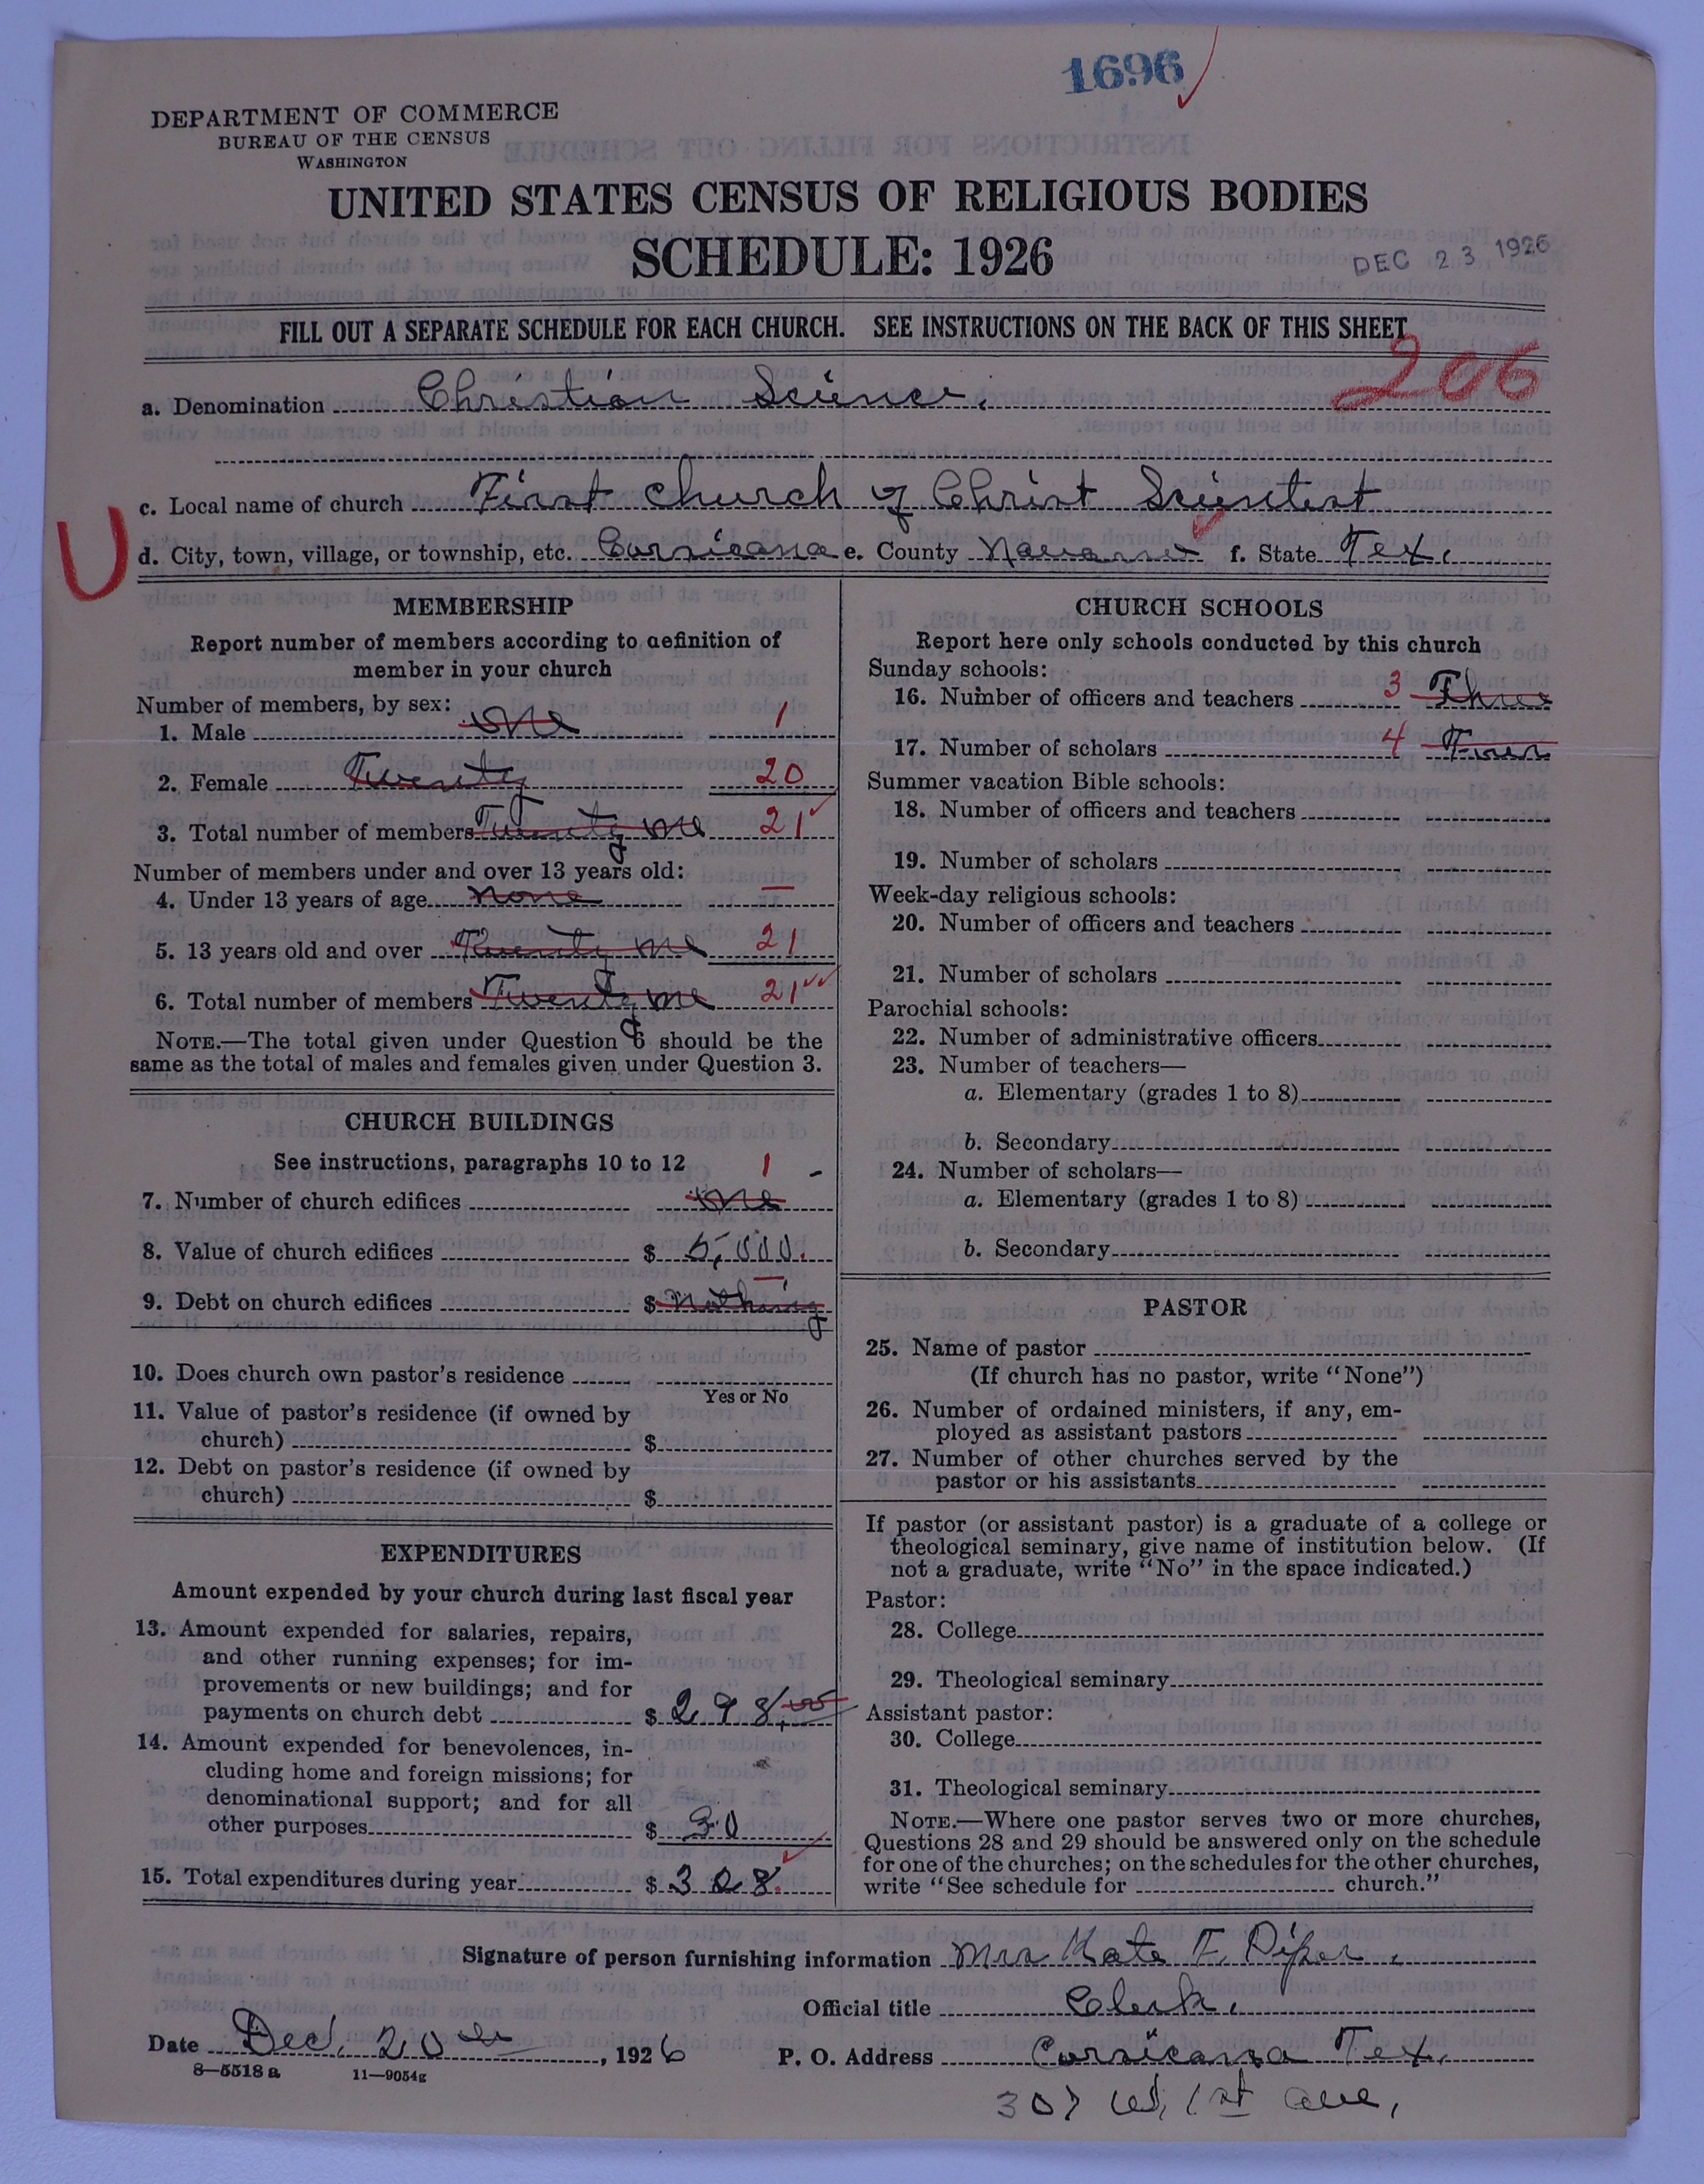 1696
DEPARTMENT OF COMMERCE
BUREAU OF THE CENSUS
WASHINGTON
UNITED STATES CENSUS OF RELIGIOUS BODIES
SCHEDULE: 1926
DEC 23 1926
FILL OUT A SEPARATE SCHEDULE FOR EACH CHURCH. SEE INSTRUCTIONS ON THE BACK OF THIS SHEET
206
a. Denomination Christian Science.
c. Local name of church First Church of Christ Scientist
U
d. City, town, village, or township, etc. Corsicana e. County Navarro f. State Tex.
MEMBERSHIP
Report number of members according to definition of
member in your church
Number of members, by sex:
1. Male one 1
2. Female Twenty 20
3. Total number of members Twenty one 21
Number of members under and over 13 years old:
4. Under 13 years of age none —
5. 13 years old and over Twenty one 21
6. Total number of members Twenty one 21
NOTE.—The total given under Question 6 should be the
same as the total of males and females given under Question 3.
CHURCH BUILDINGS
See instructions, paragraphs 10 to 12 1 -
7. Number of church edifices one
8. Value of church edifices $ 5,000.
9. Debt on church edifices $ Nothing —
10. Does church own pastor's residence
Yes or No
11. Value of pastor's residence (if owned by
church) $
12. Debt on pastor's residence (if owned by
church) $
EXPENDITURES
Amount expended by your church during last fiscal year
13. Amount expended for salaries, repairs,
and other running expenses; for im-
provements or new buildings; and for
payments on church debt $ 298.00
14. Amount expended for benevolences, in-
cluding home and foreign missions; for
denominational support; and for all
other purposes $ 30
15. Total expenditures during year $ 328.
CHURCH SCHOOLS
Report here only schools conducted by this church
Sunday schools:
16. Number of officers and teachers 3 Three
17. Number of scholars 4 Four
Summer vacation Bible schools:
18. Number of officers and teachers
19. Number of scholars
Week-day religious schools:
20. Number of officers and teachers
21. Number of scholars
Parochial schools:
22. Number of administrative officers
23. Number of teachers—
a. Elementary (grades 1 to 8)
b. Secondary
24. Number of scholars—
a. Elementary (grades 1 to 8)
b. Secondary
PASTOR
25. Name of pastor
(If church has no pastor, write "None")
26. Number of ordained ministers, if any, em-
ployed as assistant pastors
27. Number of other churches served by the
pastor or his assistants
If pastor (or assistant pastor) is a graduate of a college or
theological seminary, give name of institution below. (If
not a graduate, write "No" in the space indicated.)
Pastor:
28. College
29. Theological seminary
Assistant pastor:
30. College
31. Theological seminary
NOTE.—Where one pastor serves two or more churches,
Questions 28 and 29 should be answered only on the schedule
for one of the churches; on the schedules for the other churches,
write "See schedule for church."
Signature of person furnishing information Mrs Kate F. Piper.
Official title Clerk.
Date Dec. 20th, 1926
P. O. Address Corsicana Tex.
8—5518a 11—9054g
307 W. 1st ave,